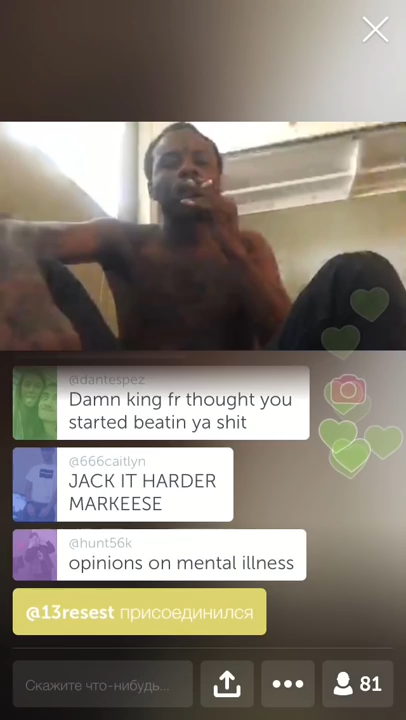 @dantespez
Damn king fr thought you
started beatin ya shit
@666caitlyn
JACK IT HARDER
MARKEESE
@hunt56k
opinions on mental illness
@13resest присоединился
Скажите что-нибудь...
81